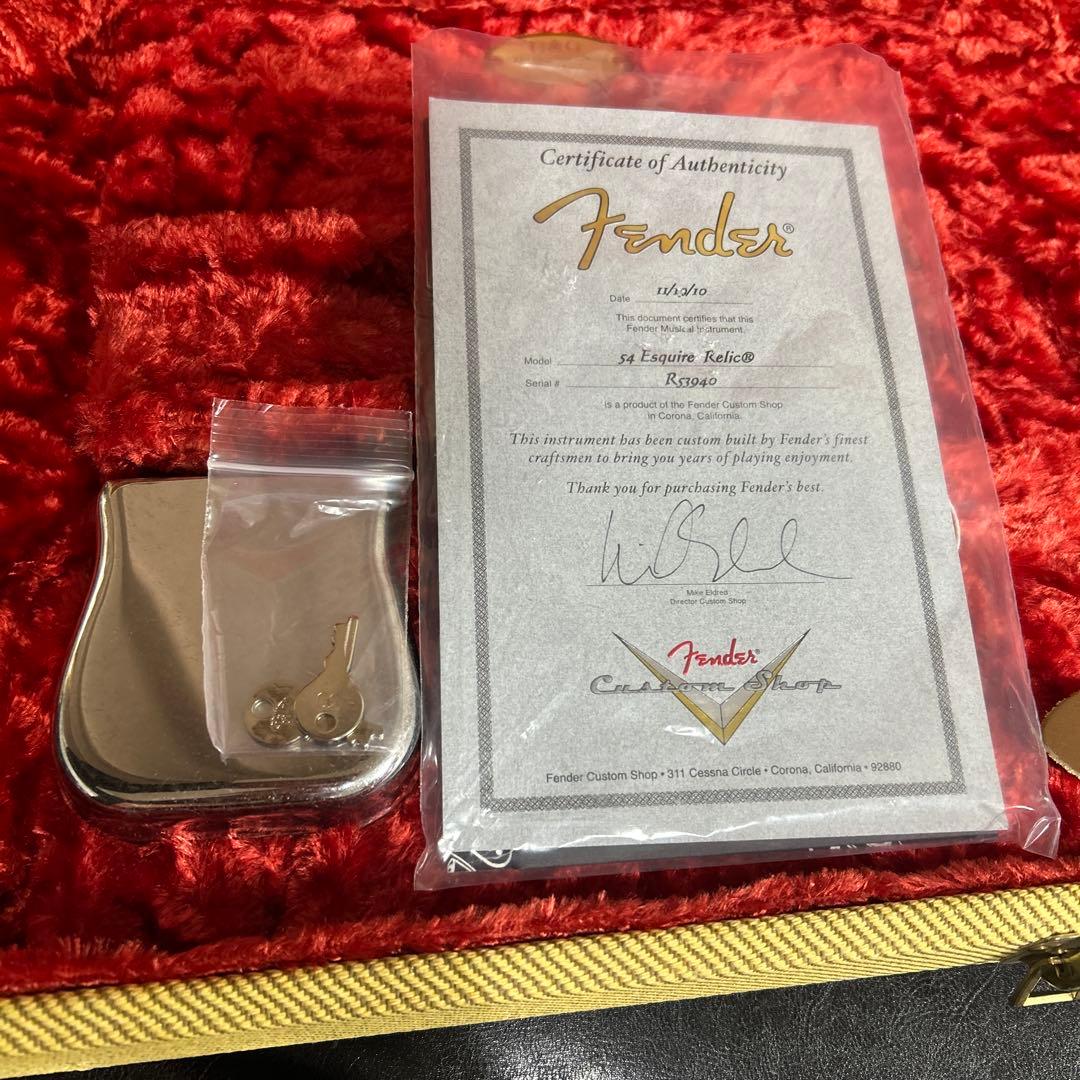 Certificate of Authenticity
Fender®
Date 11/19/10
This document certifies that this
Fender Musical Instrument.
Model 54 Esquire Relic®
Serial # R53940
is a product of the Fender Custom Shop
in Corona, California.
This instrument has been custom built by Fender's finest
craftsmen to bring you years of playing enjoyment.
Thank you for purchasing Fender's best.
Mike Eldred
Director Custom Shop
Fender®
Custom Shop
Fender Custom Shop • 311 Cessna Circle • Corona, California • 92880